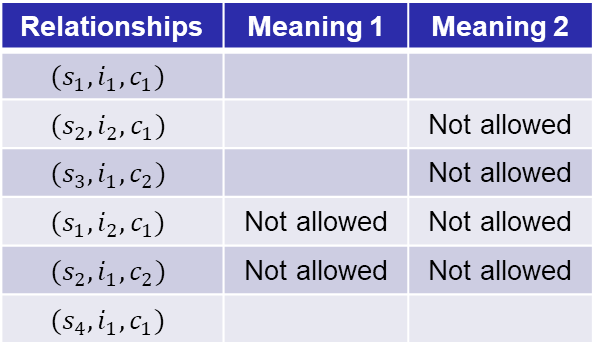 Relationships Meaning 1 Meaning 2
(s₁, i₁, c₁)
(s₂, i₂, c₁) Not allowed
(s₃, i₁, c₂) Not allowed
(s₁, i₂, c₁) Not allowed Not allowed
(s₂, i₁, c₂) Not allowed Not allowed
(s₄, i₁, c₁)